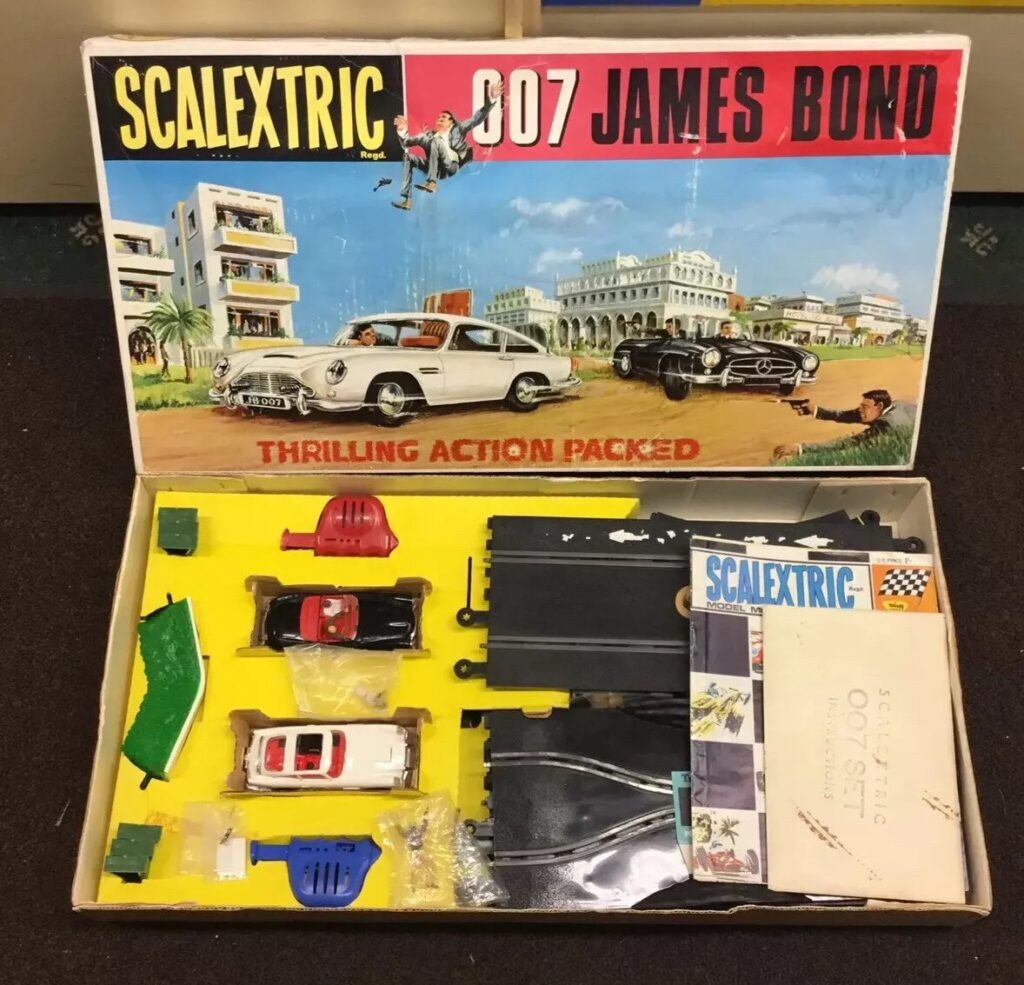 SCALEXTRIC
Regd.
007 JAMES BOND
JB 007
THRILLING ACTION PACKED
SCALEXTRIC
Regd
MODEL M
SCALEXTRIC
007 SET
INSTRUCTIONS